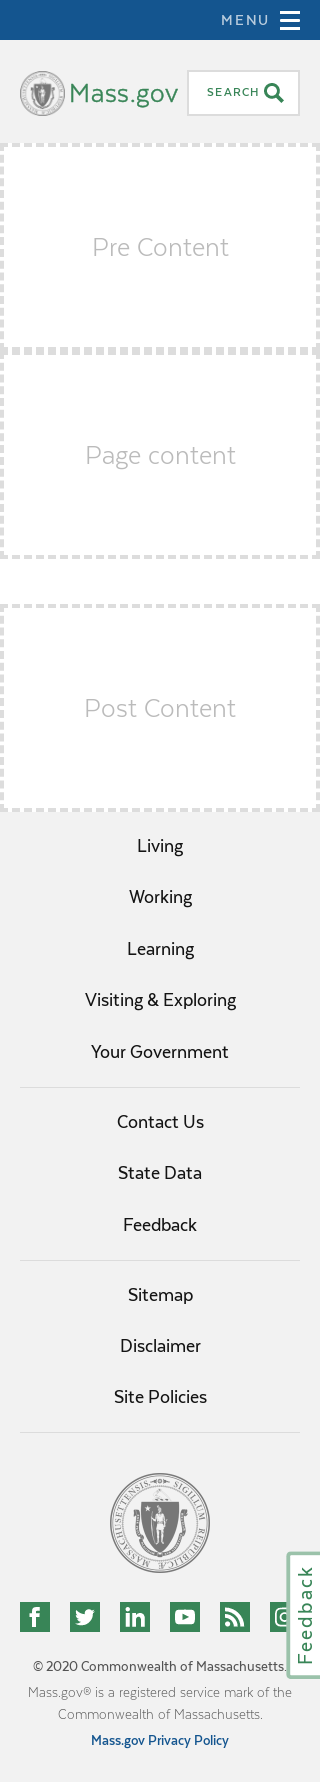 MENU
Mass.gov
SEARCH
Pre Content
Page content
Post Content
Living
Working
Learning
Visiting & Exploring
Your Government
Contact Us
State Data
Feedback
Sitemap
Disclaimer
Site Policies
SIGILLUM REIPUBLICÆ MASSACHUSETTENSIS
Feedback
© 2020 Commonwealth of Massachusetts.
Mass.gov® is a registered service mark of the
Commonwealth of Massachusetts.
Mass.gov Privacy Policy